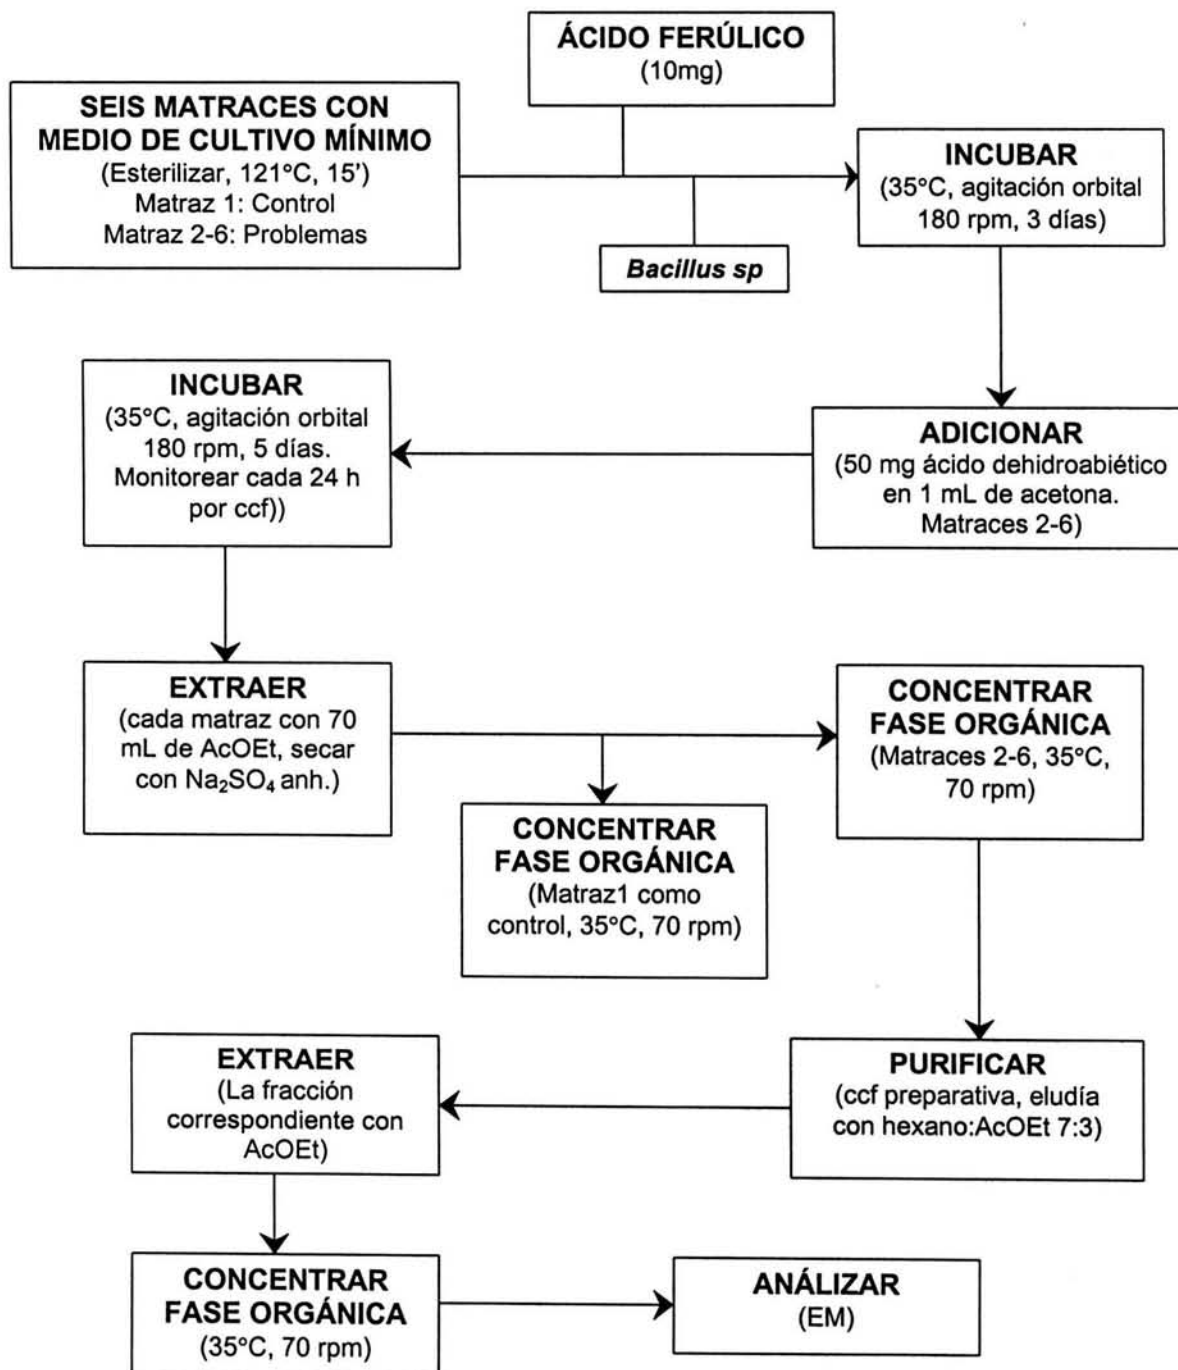 ÁCIDO FERÚLICO
(10mg)
SEIS MATRACES CON
MEDIO DE CULTIVO MÍNIMO
(Esterilizar, 121°C, 15’)
Matraz 1: Control
Matraz 2-6: Problemas
Bacillus sp
INCUBAR
(35°C, agitación orbital
180 rpm, 3 días)
ADICIONAR
(50 mg ácido dehidroabiético
en 1 mL de acetona.
Matraces 2-6)
INCUBAR
(35°C, agitación orbital
180 rpm, 5 días.
Monitorear cada 24 h
por ccf))
EXTRAER
(cada matraz con 70
mL de AcOEt, secar
con Na₂SO₄ anh.)
CONCENTRAR
FASE ORGÁNICA
(Matraz1 como
control, 35°C, 70 rpm)
CONCENTRAR
FASE ORGÁNICA
(Matraces 2-6, 35°C,
70 rpm)
PURIFICAR
(ccf preparativa, eludía
con hexano:AcOEt 7:3)
EXTRAER
(La fracción
correspondiente con
AcOEt)
CONCENTRAR
FASE ORGÁNICA
(35°C, 70 rpm)
ANÁLIZAR
(EM)